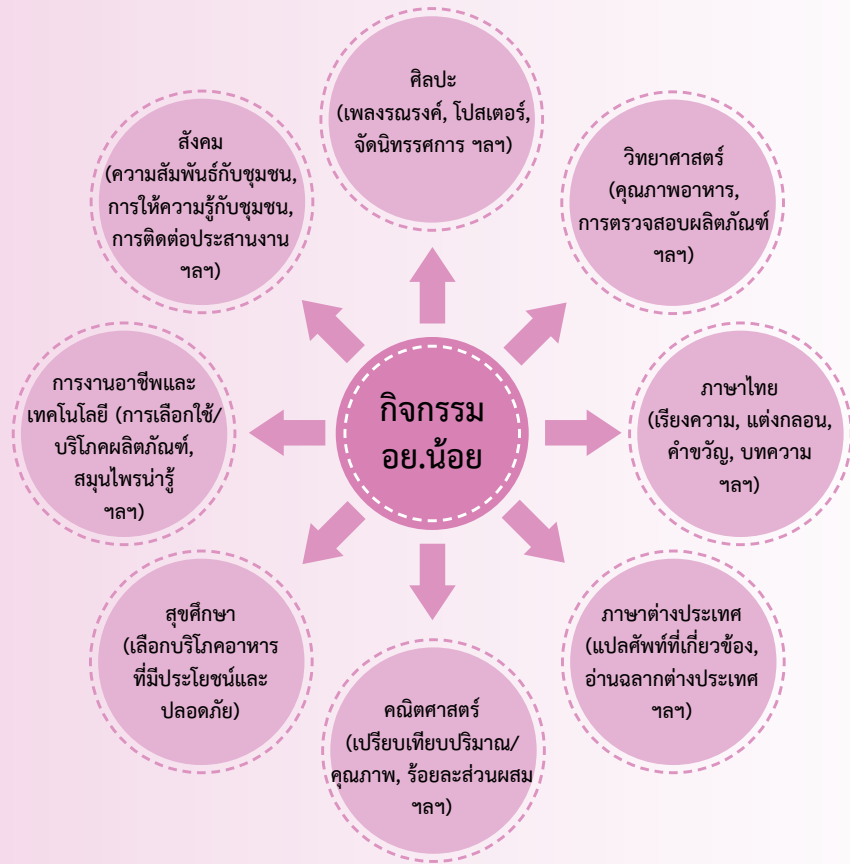 ศิลปะ
(เพลงรณรงค์, โปสเตอร์,
จัดนิทรรศการ ฯลฯ)
วิทยาศาสตร์
(คุณภาพอาหาร,
การตรวจสอบผลิตภัณฑ์
ฯลฯ)
ภาษาไทย
(เรียงความ, แต่งกลอน,
คำขวัญ, บทความ
ฯลฯ)
ภาษาต่างประเทศ
(แปลศัพท์ที่เกี่ยวข้อง,
อ่านฉลากต่างประเทศ
ฯลฯ)
คณิตศาสตร์
(เปรียบเทียบปริมาณ/
คุณภาพ, ร้อยละส่วนผสม
ฯลฯ)
สุขศึกษา
(เลือกบริโภคอาหาร
ที่มีประโยชน์และ
ปลอดภัย)
การงานอาชีพและ
เทคโนโลยี (การเลือกใช้/
บริโภคผลิตภัณฑ์,
สมุนไพรน่ารู้
ฯลฯ)
สังคม
(ความสัมพันธ์กับชุมชน,
การให้ความรู้กับชุมชน,
การติดต่อประสานงาน
ฯลฯ)
กิจกรรม
อย.น้อย